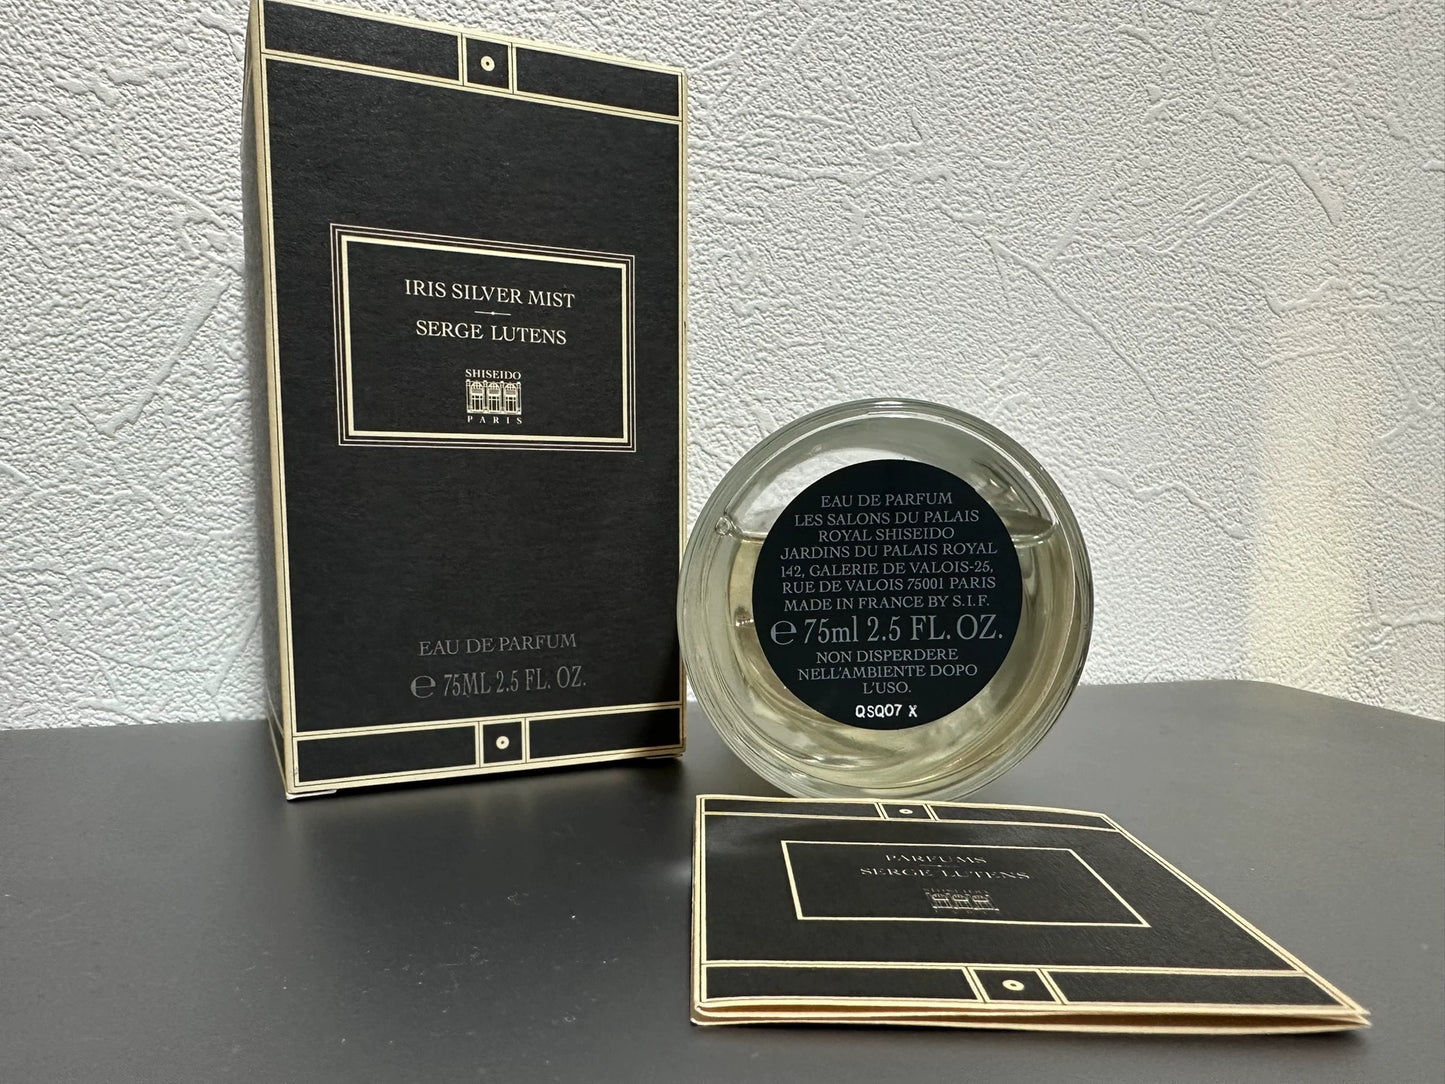 IRIS SILVER MIST
SERGE LUTENS
SHISEIDO
PARIS
EAU DE PARFUM
℮ 75ML 2.5 FL. OZ.
EAU DE PARFUM
LES SALONS DU PALAIS
ROYAL SHISEIDO
JARDINS DU PALAIS ROYAL
142, GALERIE DE VALOIS-25,
RUE DE VALOIS 75001 PARIS
MADE IN FRANCE BY S.I.F.
℮ 75ml 2.5 FL. OZ.
NON DISPERDERE
NELL'AMBIENTE DOPO
L'USO.
QSQ07 X
PARFUMS
SERGE LUTENS
SHISEIDO